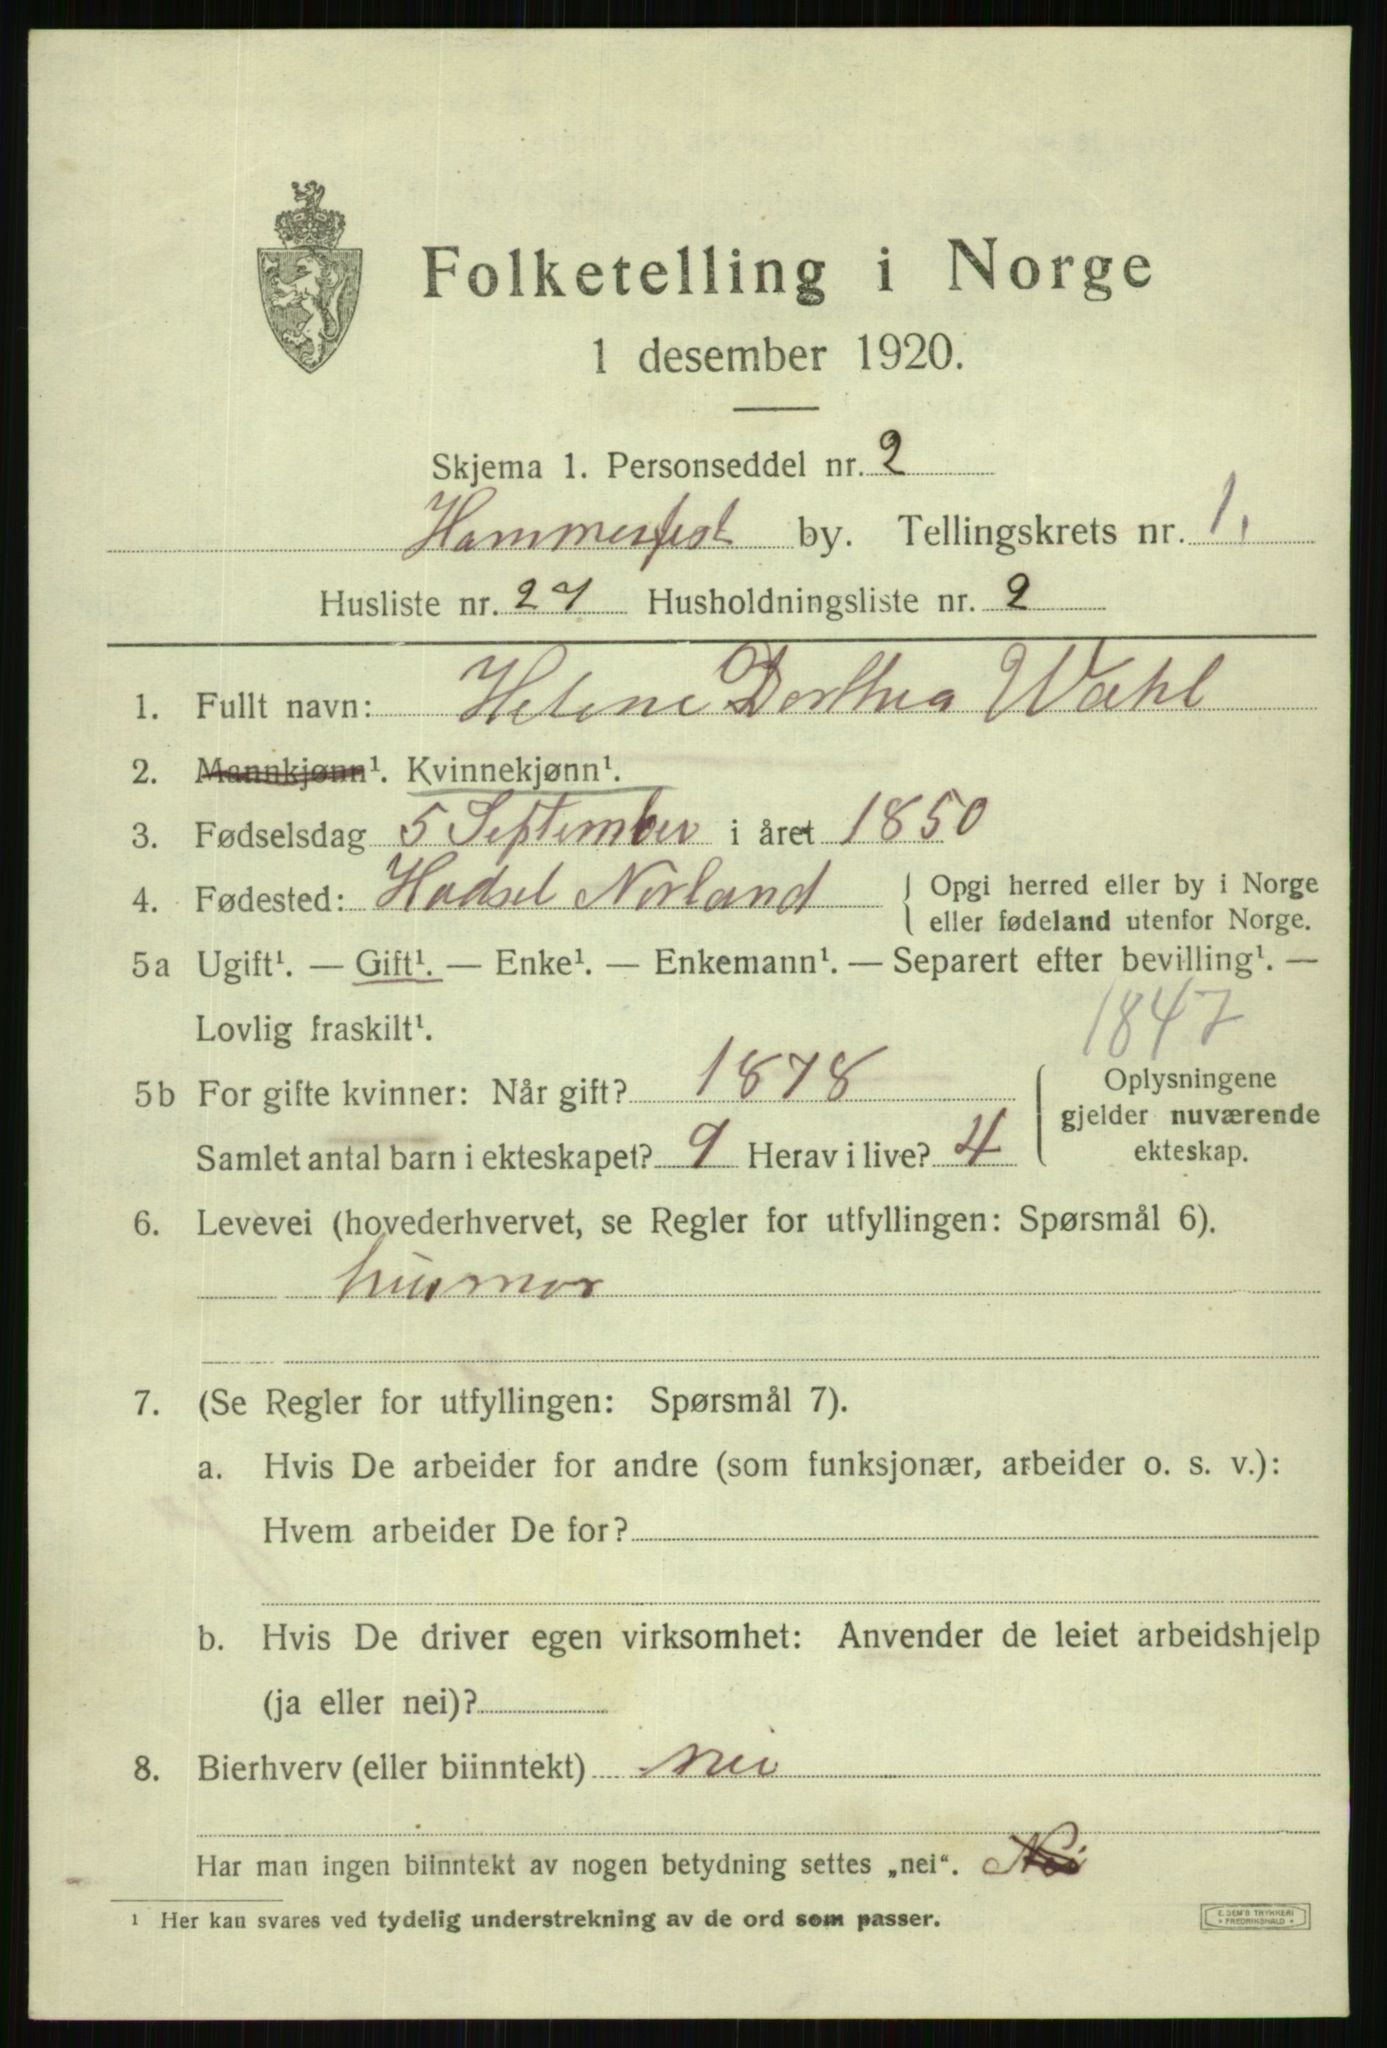 Folketelling i Norge
1 desember 1920.
Skjema 1. Personseddel nr. 2
Hammerfest by. Tellingskrets nr. 1.
Husliste nr. 27 Husholdningsliste nr. 2
1. Fullt navn: Helene Dorthea Wahl
2. Mannkjønn¹. Kvinnekjønn¹.
3. Fødselsdag 5 September i året 1850
4. Fødested: Hadsel Norland { Opgi herred eller by i Norge
eller fødeland utenfor Norge.
5a Ugift¹. — Gift¹. — Enke¹. — Enkemann¹. — Separert efter bevilling¹. —
Lovlig fraskilt¹. 1847
5b For gifte kvinner: Når gift? 1878 { Oplysningene
gjelder nuværende
Samlet antal barn i ekteskapet? 9 Herav i live? 4 ekteskap.
6. Levevei (hovederhvervet, se Regler for utfyllingen: Spørsmål 6).
husmor
7. (Se Regler for utfyllingen: Spørsmål 7).
a. Hvis De arbeider for andre (som funksjonær, arbeider o. s. v.):
Hvem arbeider De for?
b. Hvis De driver egen virksomhet: Anvender de leiet arbeidshjelp
(ja eller nei)?
8. Bierhverv (eller biinntekt) nei
Har man ingen biinntekt av nogen betydning settes „nei“. Nei
¹ Her kan svares ved tydelig understrekning av de ord som passer.
E. SEM'S TRYKKERI
FREDRIKSHALD